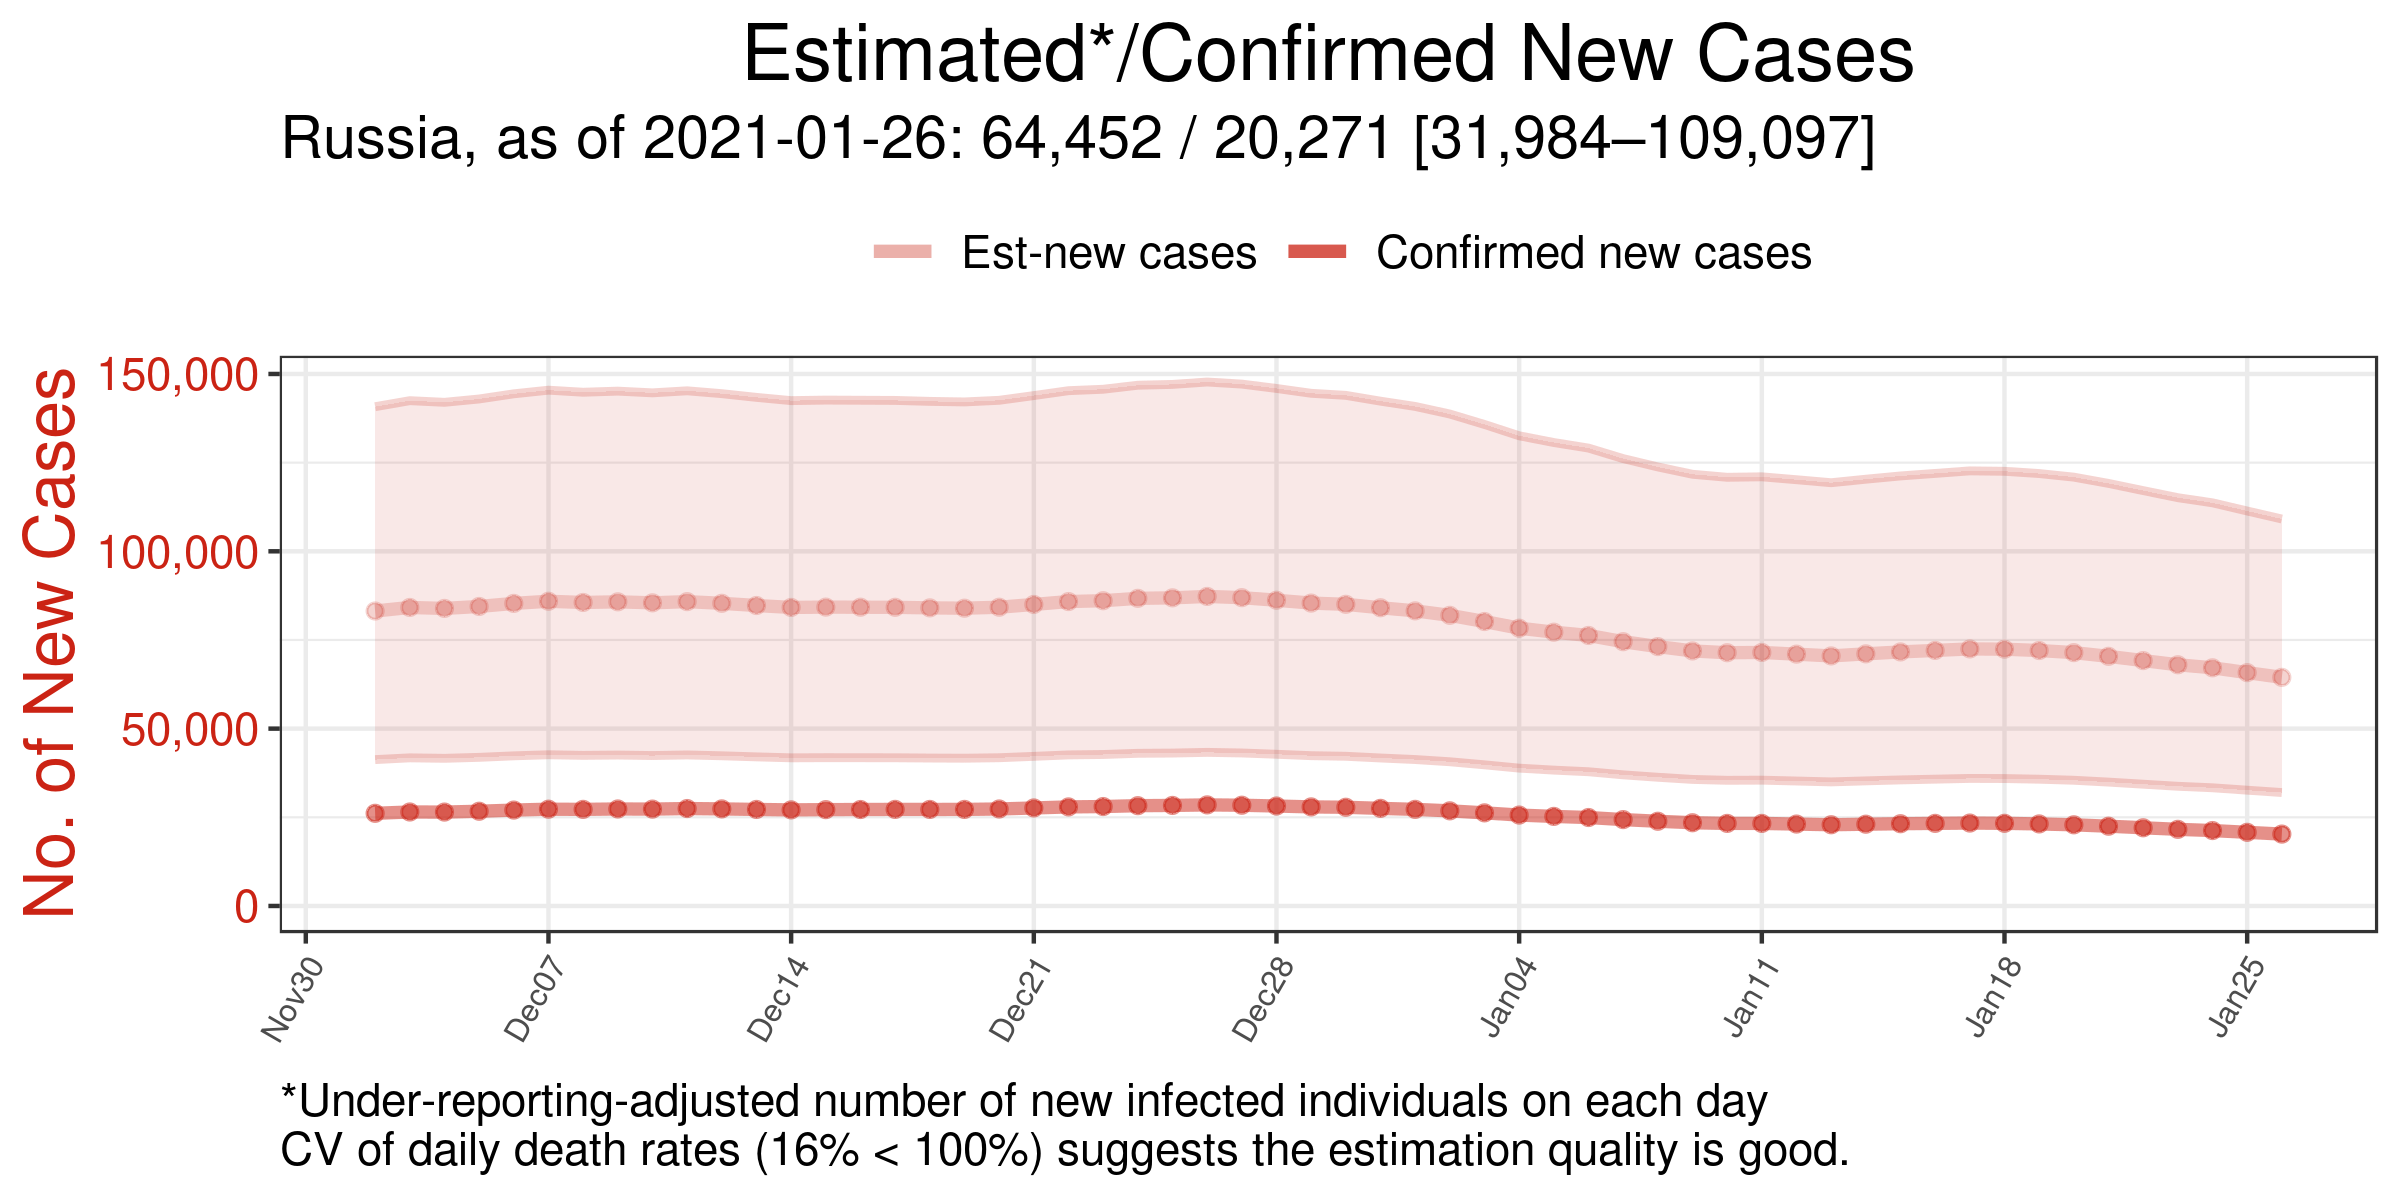 Estimated*/Confirmed New Cases
Russia, as of 2021-01-26: 64,452 / 20,271 [31,984–109,097]
Est-new cases
Confirmed new cases
No. of New Cases
150,000
100,000
50,000
0
Nov30
Dec07
Dec14
Dec21
Dec28
Jan04
Jan11
Jan18
Jan25
*Under-reporting-adjusted number of new infected individuals on each day
CV of daily death rates (16% < 100%) suggests the estimation quality is good.